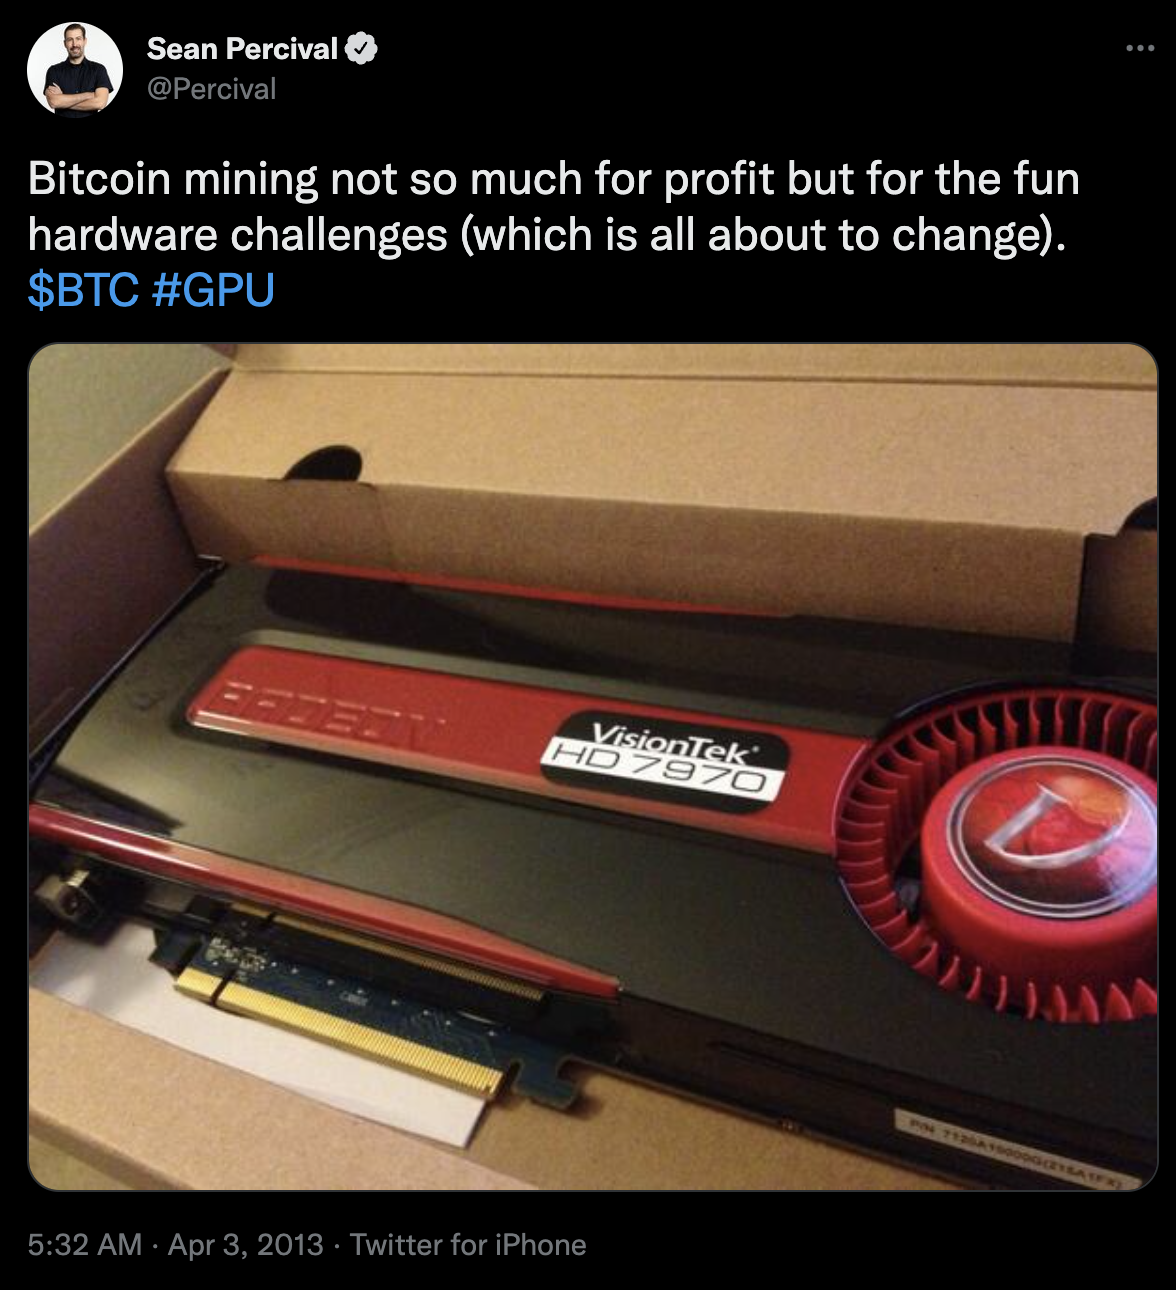 Sean Percival
@Percival
Bitcoin mining not so much for profit but for the fun
hardware challenges (which is all about to change).
$BTC #GPU
RADEON
VisionTek
HD 7970
5:32 AM · Apr 3, 2013 · Twitter for iPhone